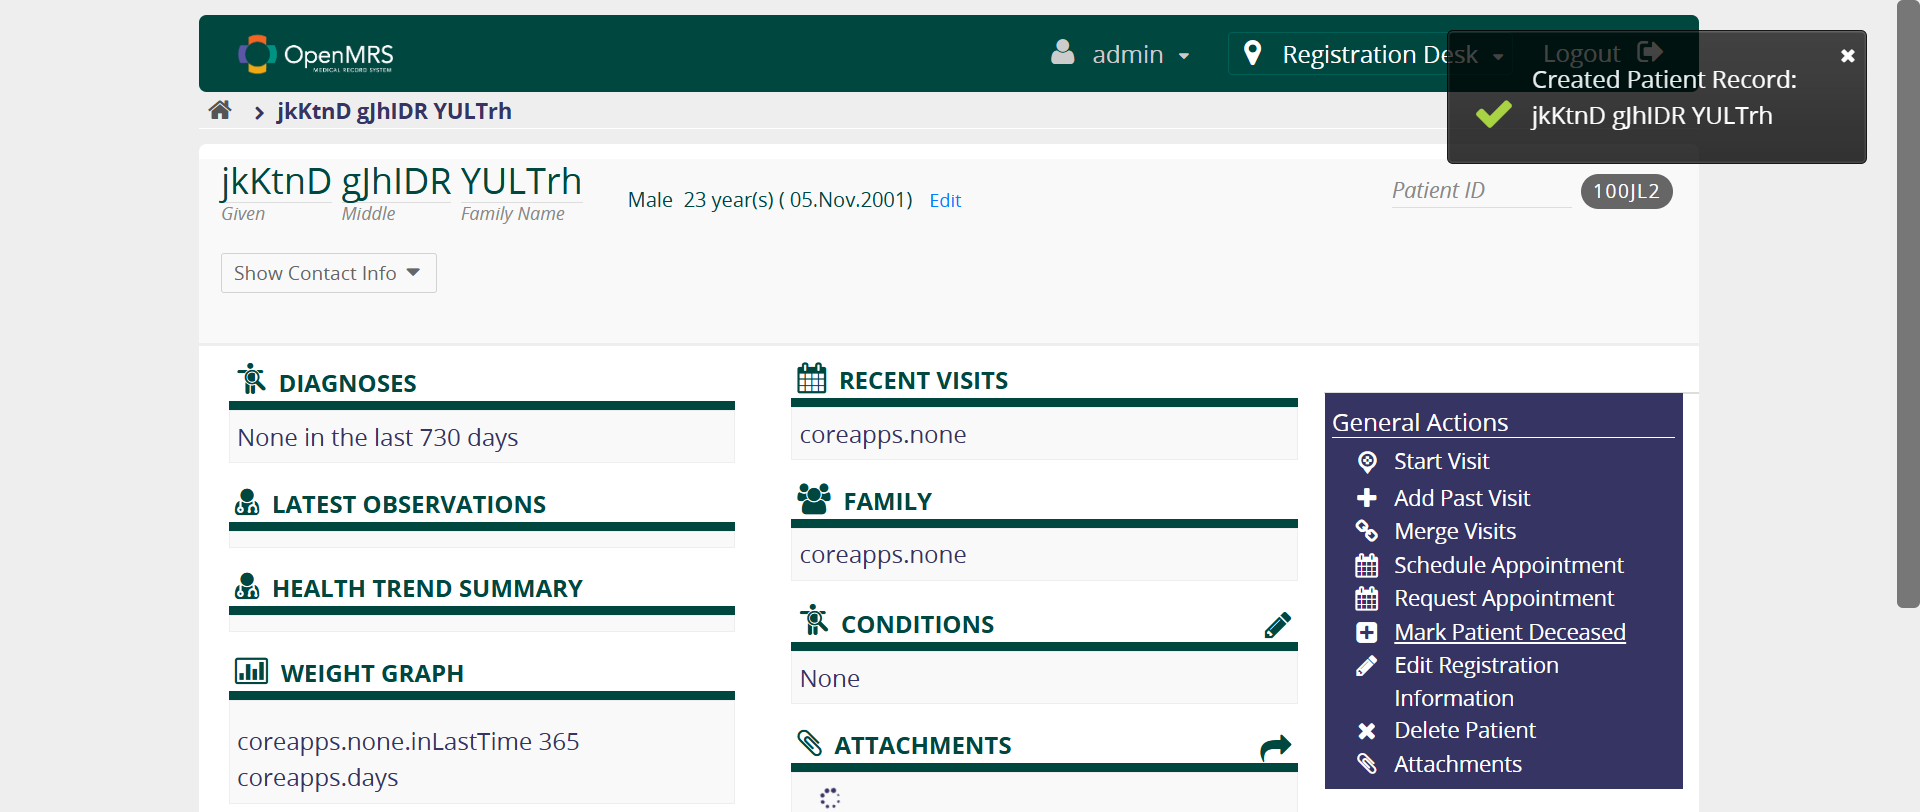 OpenMRS
MEDICAL RECORD SYSTEM
admin
Registration Desk
Logout
Created Patient Record:
jkKtnD gJhIDR YULTrh
jkKtnD gJhIDR YULTrh
jkKtnD gJhIDR YULTrh
Given Middle Family Name
Male 23 year(s) ( 05.Nov.2001) Edit
Patient ID 100JL2
Show Contact Info
DIAGNOSES
None in the last 730 days
LATEST OBSERVATIONS
HEALTH TREND SUMMARY
WEIGHT GRAPH
coreapps.none.inLastTime 365
coreapps.days
RECENT VISITS
coreapps.none
FAMILY
coreapps.none
CONDITIONS
None
ATTACHMENTS
General Actions
Start Visit
Add Past Visit
Merge Visits
Schedule Appointment
Request Appointment
Mark Patient Deceased
Edit Registration
Information
Delete Patient
Attachments